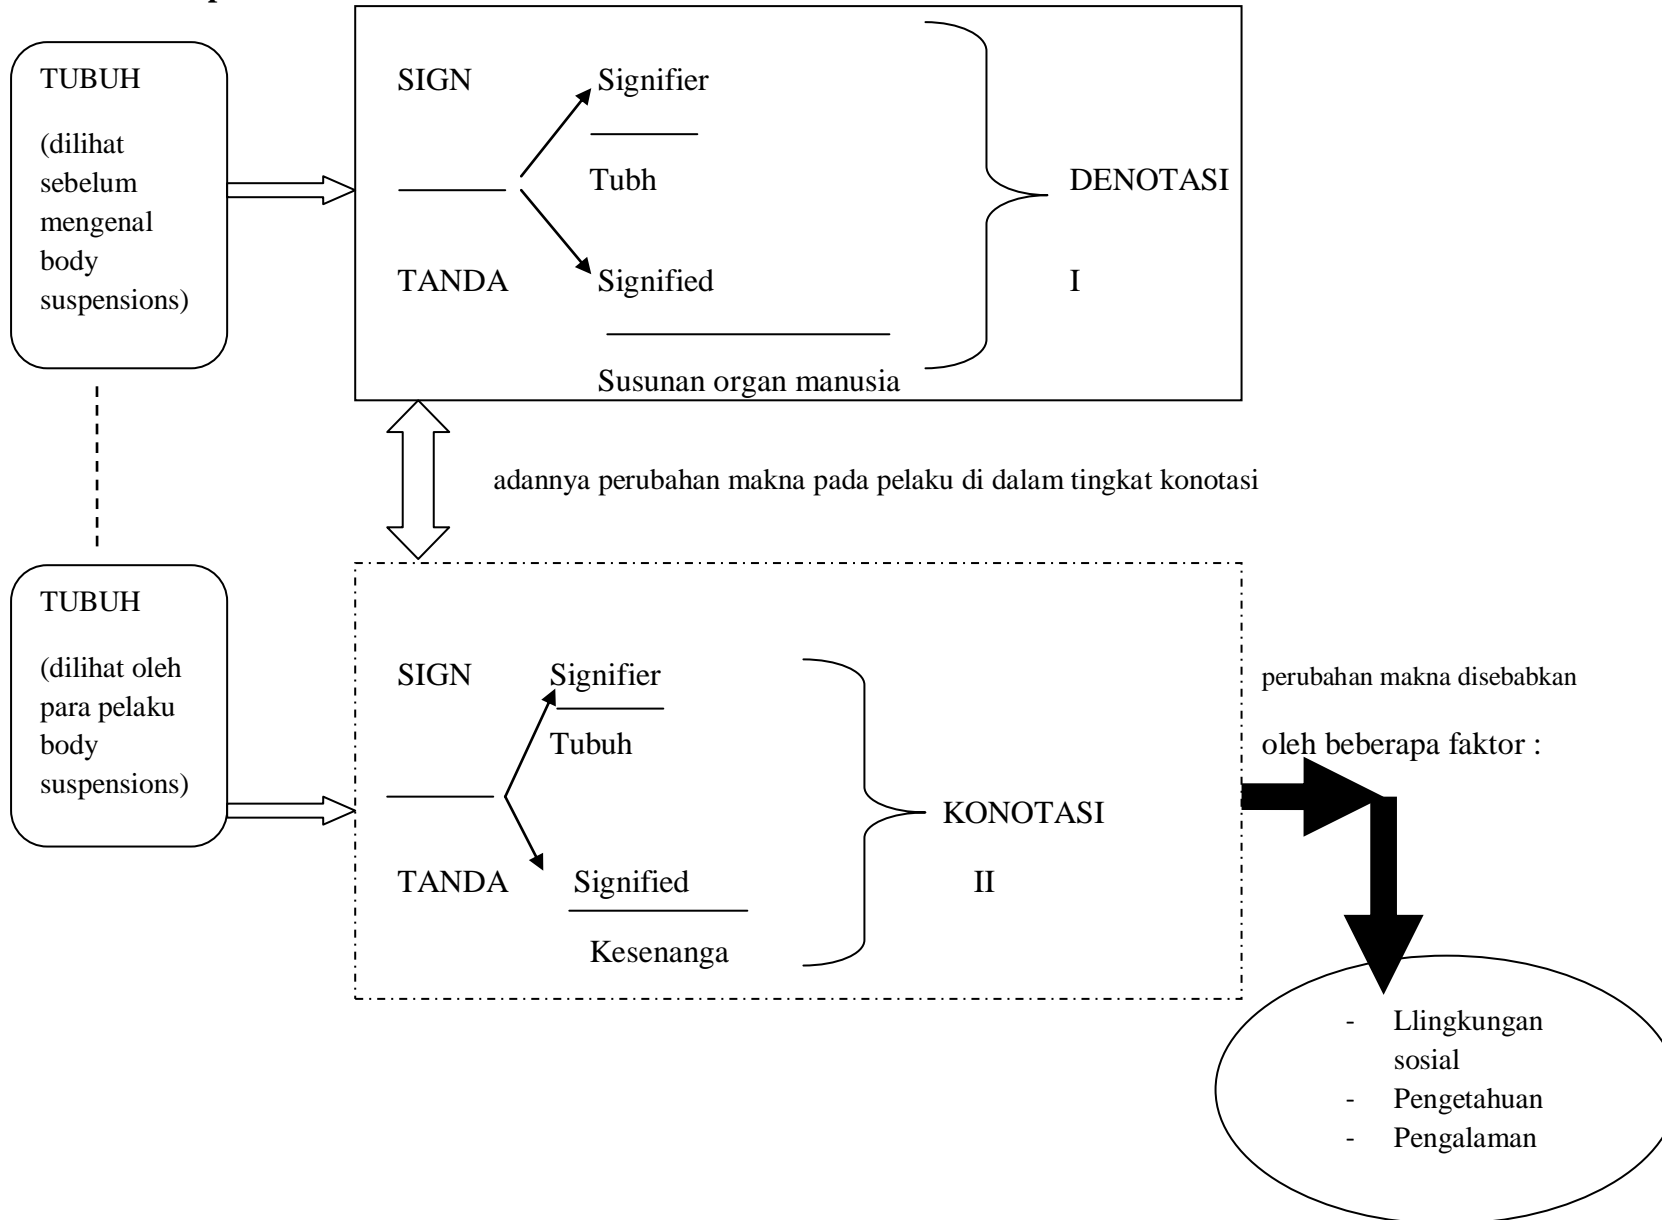 TUBUH
(dilihat
sebelum
mengenal
body
suspensions)
SIGN
Signifier
Tubh
DENOTASI
TANDA
Signified
I
Susunan organ manusia
adannya perubahan makna pada pelaku di dalam tingkat konotasi
TUBUH
(dilihat oleh
para pelaku
body
suspensions)
SIGN
Signifier
Tubuh
KONOTASI
TANDA
Signified
II
Kesenanga
perubahan makna disebabkan
oleh beberapa faktor :
- Llingkungan
sosial
- Pengetahuan
- Pengalaman